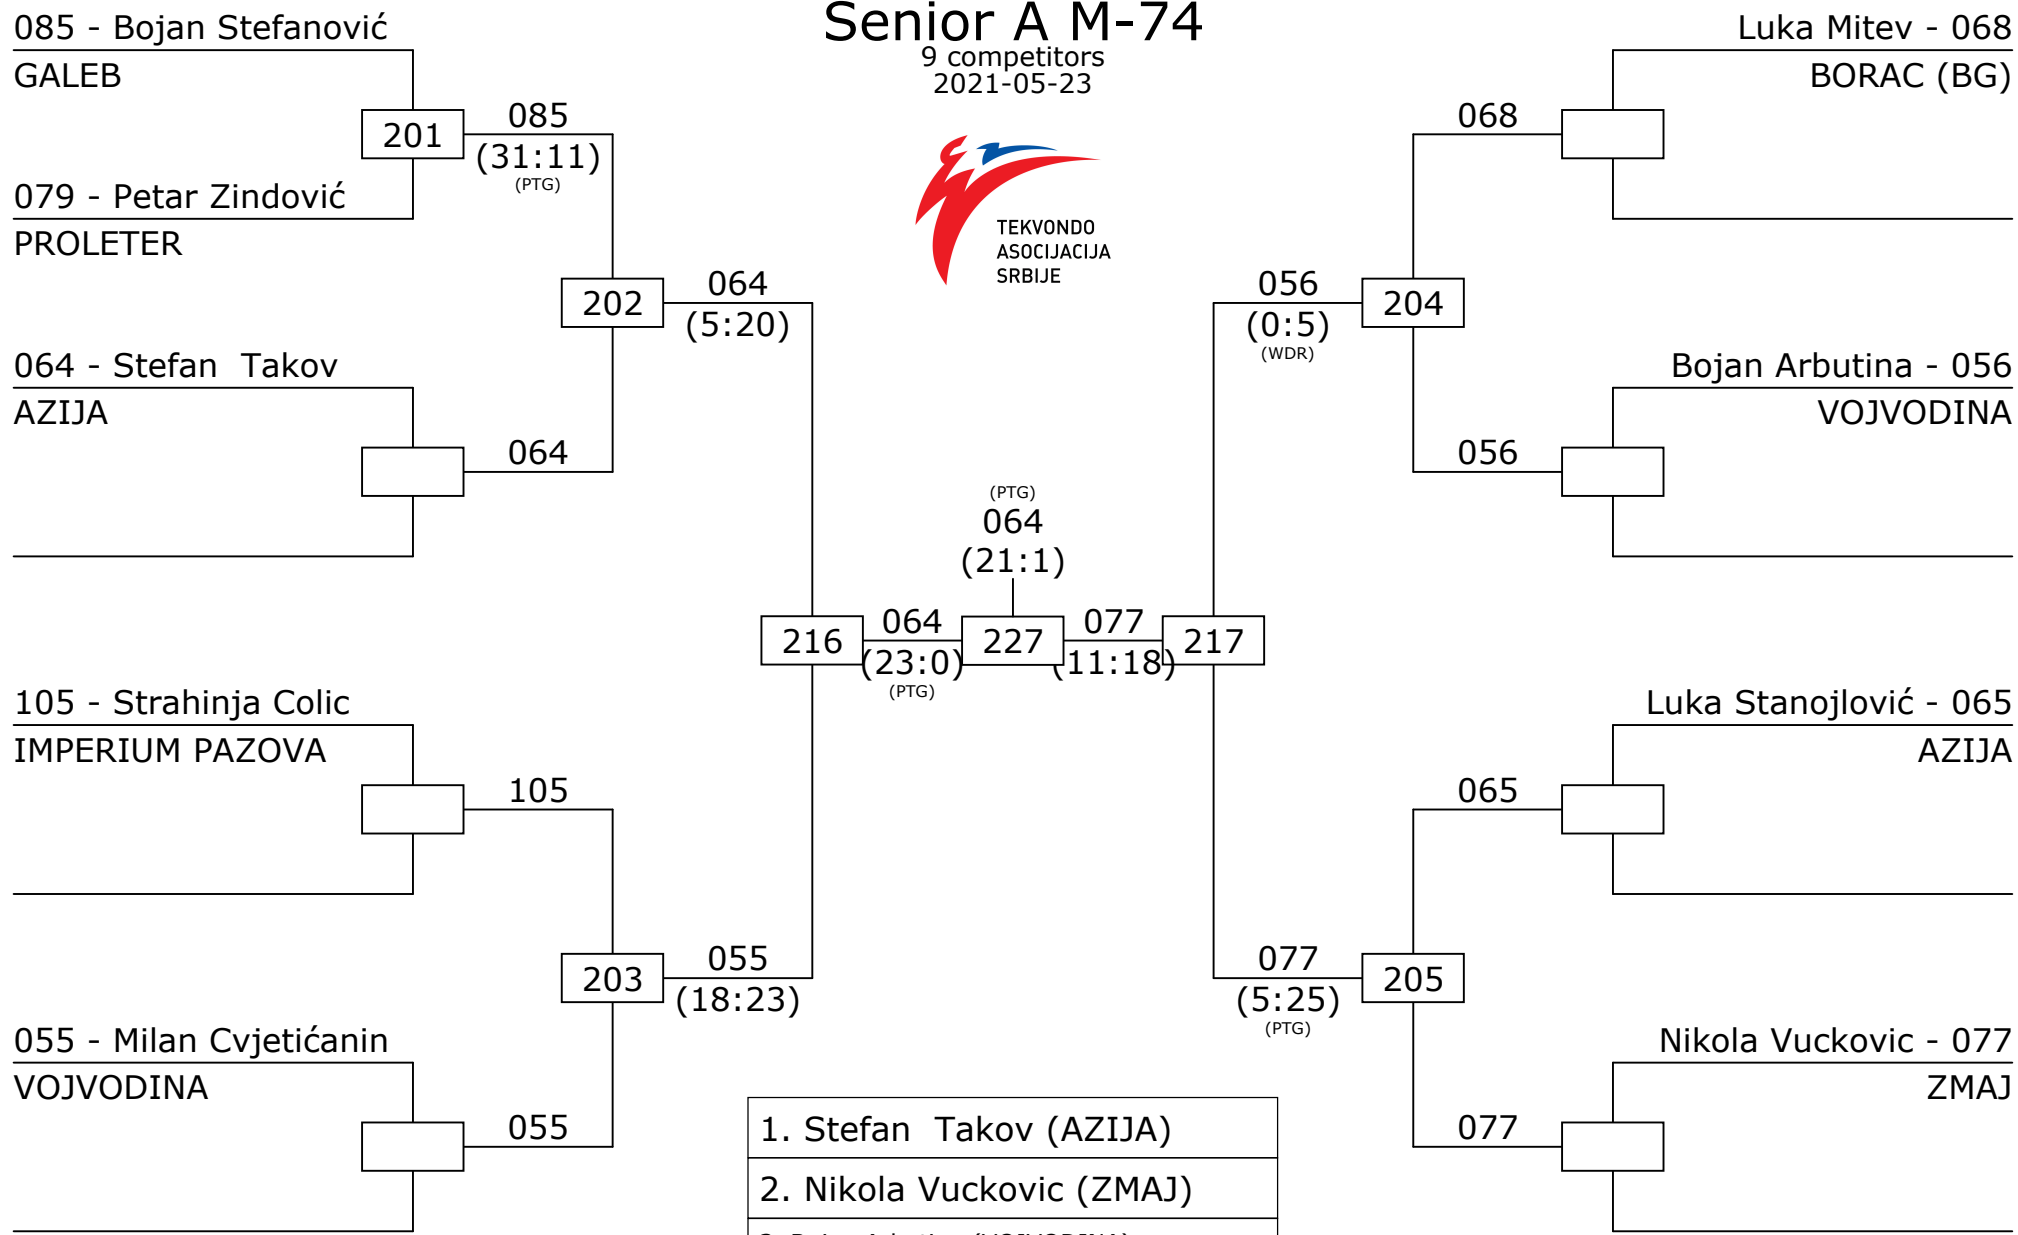 Senior A M-74
9 competitors
2021-05-23
TEKVONDO
ASOCIJACIJA
SRBIJE
085 - Bojan Stefanović
GALEB
201
085
(31:11)
(PTG)
079 - Petar Zindović
PROLETER
202
064
(5:20)
064 - Stefan  Takov
AZIJA
064
105 - Strahinja Colic
IMPERIUM PAZOVA
105
203
055
(18:23)
055 - Milan Cvjetićanin
VOJVODINA
055
216
064
(23:0)
(PTG)
(PTG)
064
(21:1)
227
077
(11:18)
217
Luka Mitev - 068
BORAC (BG)
068
056
(0:5)
(WDR)
204
Bojan Arbutina - 056
VOJVODINA
056
Luka Stanojlović - 065
AZIJA
065
077
(5:25)
(PTG)
205
Nikola Vuckovic - 077
ZMAJ
077
1. Stefan  Takov (AZIJA)
2. Nikola Vuckovic (ZMAJ)
3. Bojan Arbutina (VOJVODINA)